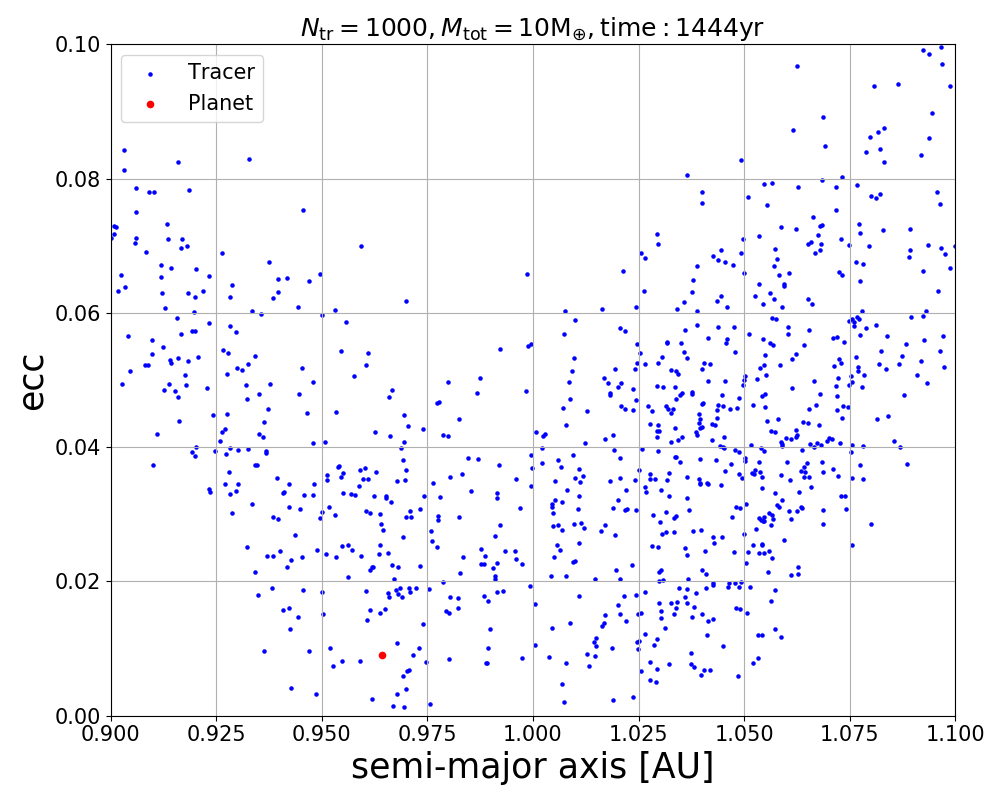 N_tr = 1000, M_tot = 10M_⊕, time : 1444yr
Tracer
Planet
0.10
0.08
0.06
0.04
0.02
0.00
ecc
0.900 0.925 0.950 0.975 1.000 1.025 1.050 1.075 1.100
semi-major axis [AU]